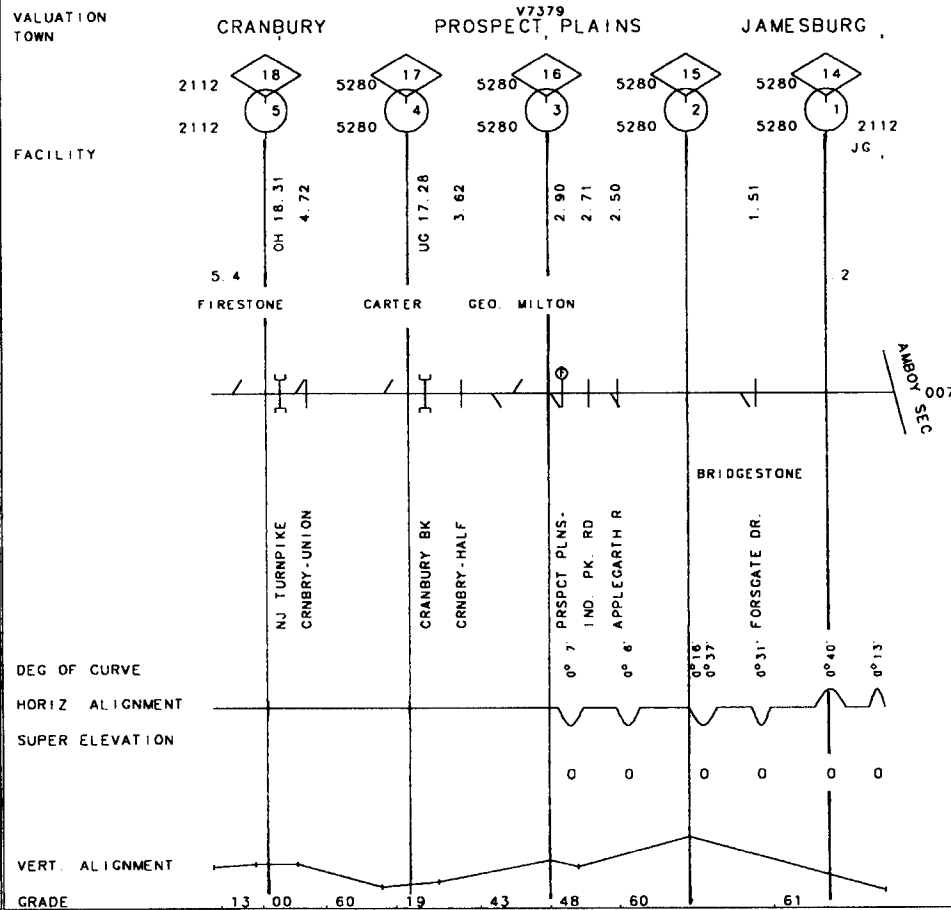 VALUATION V7379
TOWN CRANBURY PROSPECT PLAINS JAMESBURG
2112 18 5280 17 5280 16 5280 15 5280 14
2112 5 5280 4 5280 3 5280 2 5280 1 2112
FACILITY JG
OH 18.31
4.72
UG 17.28
3.62
2.90
2.71
2.50
1.51
5.4 .2
FIRESTONE CARTER GEO. MILTON
P
AMBOY SEC
007
BRIDGESTONE
NJ TURNPIKE
CRNBRY-UNION
CRANBURY BK
CRNBRY-HALF
PRSPCT PLNS-
IND. PK. RD
APPLEGARTH R
FORSGATE DR.
DEG OF CURVE 0° 7' 0° 6' 0°16' 0°37' 0°31' 0°40' 0°13'
HORIZ ALIGNMENT
SUPER ELEVATION
0 0 0 0 0 0
VERT. ALIGNMENT
GRADE .13 .00 .60 .19 .43 .48 .60 .61